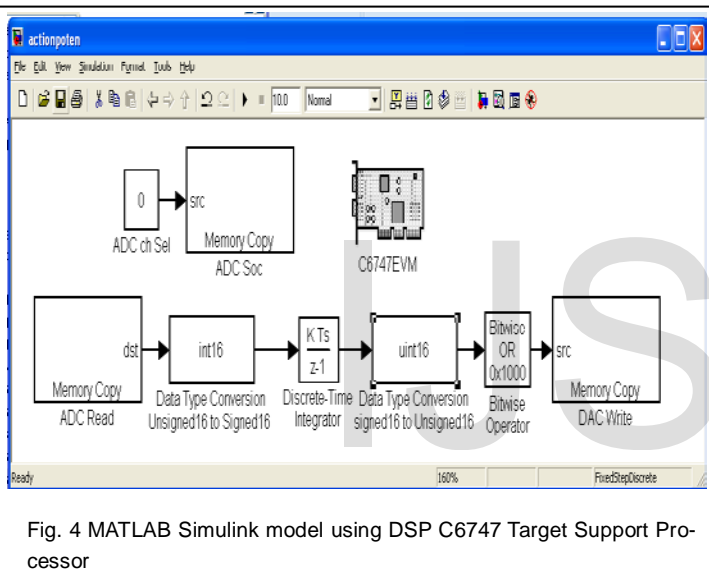 actionpoten
File Edit View Simulation Format Tools Help
10.0 Normal
0
ADC ch Sel
src
Memory Copy
ADC Soc
C6747EVM
dst
Memory Copy
ADC Read
int16
Data Type Conversion
Unsigned16 to Signed16
K Ts
z-1
Discrete-Time
Integrator
uint16
Data Type Conversion
signed16 to Unsigned16
Bitwise
OR
0x1000
Bitwise
Operator
src
Memory Copy
DAC Write
IJS
Ready 160% FixedStepDiscrete
Fig. 4 MATLAB Simulink model using DSP C6747 Target Support Pro-
cessor